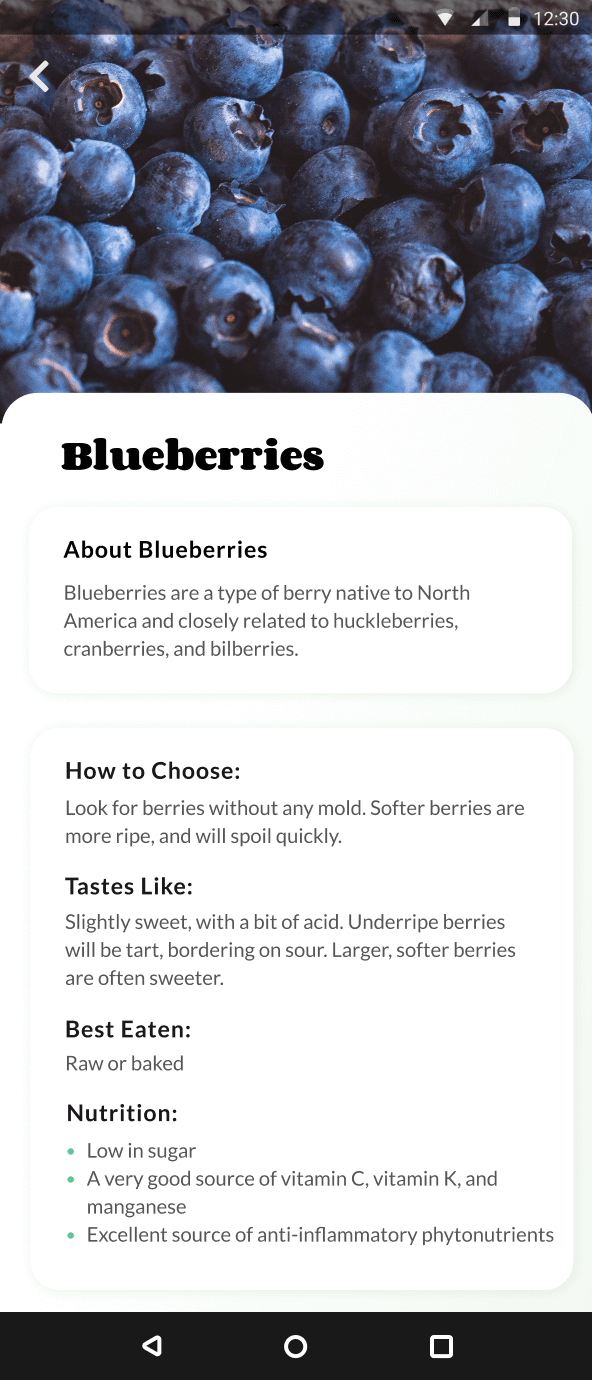 12:30
Blueberries
About Blueberries
Blueberries are a type of berry native to North
America and closely related to huckleberries,
cranberries, and bilberries.
How to Choose:
Look for berries without any mold. Softer berries are
more ripe, and will spoil quickly.
Tastes Like:
Slightly sweet, with a bit of acid. Underripe berries
will be tart, bordering on sour. Larger, softer berries
are often sweeter.
Best Eaten:
Raw or baked
Nutrition:
• Low in sugar
• A very good source of vitamin C, vitamin K, and
manganese
• Excellent source of anti-inflammatory phytonutrients